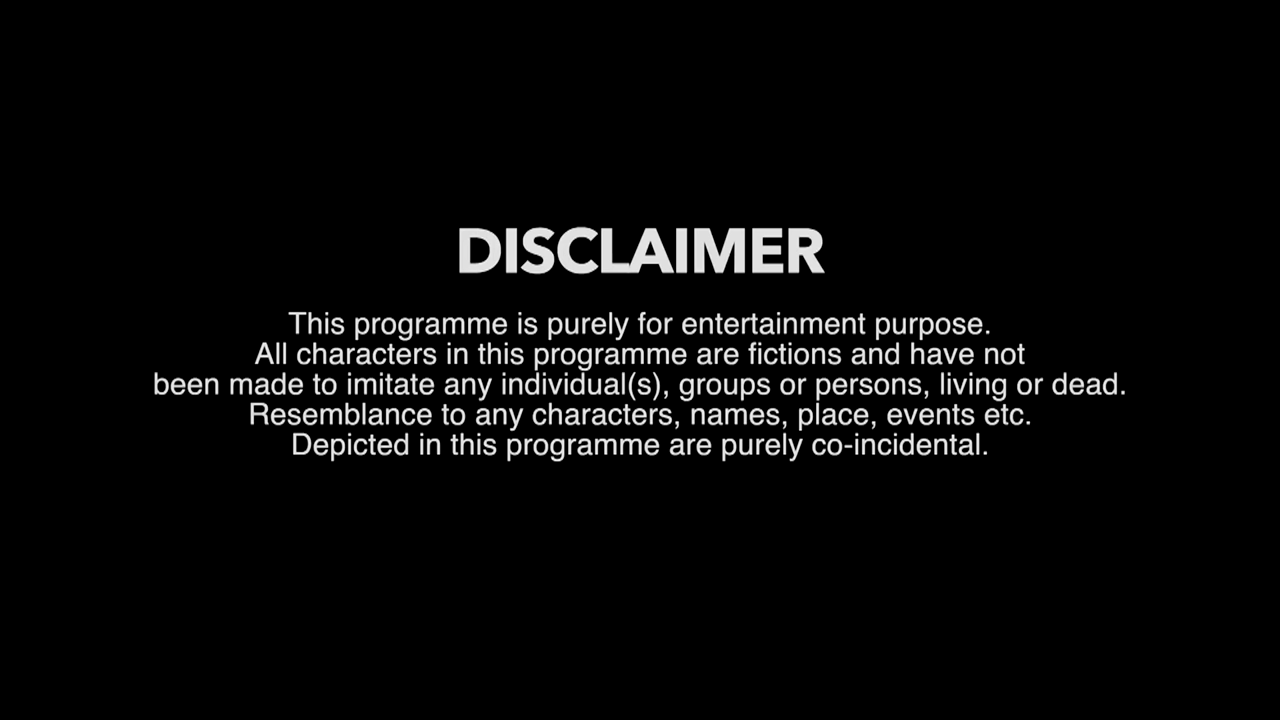 DISCLAIMER
This programme is purely for entertainment purpose.
All characters in this programme are fictions and have not
been made to imitate any individual(s), groups or persons, living or dead.
Resemblance to any characters, names, place, events etc.
Depicted in this programme are purely co-incidental.